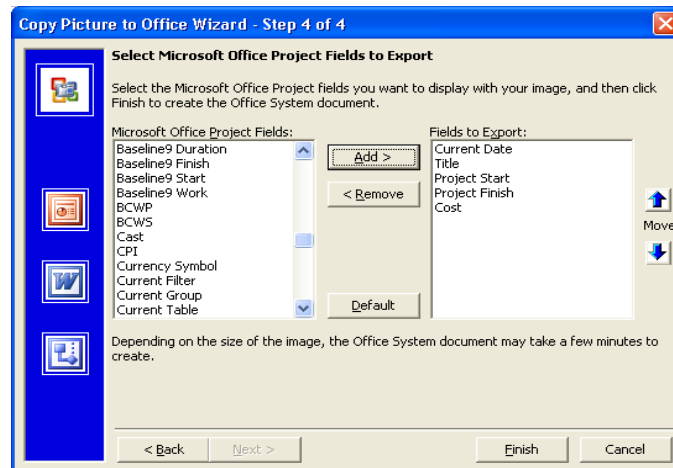 Copy Picture to Office Wizard - Step 4 of 4
Select Microsoft Office Project Fields to Export
Select the Microsoft Office Project fields you want to display with your image, and then click
Finish to create the Office System document.
Microsoft Office Project Fields:
Baseline9 Duration
Baseline9 Finish
Baseline9 Start
Baseline9 Work
BCWP
BCWS
Cast
CPI
Currency Symbol
Current Filter
Current Group
Current Table
Add >
< Remove
Default
Fields to Export:
Current Date
Title
Project Start
Project Finish
Cost
Move
Depending on the size of the image, the Office System document may take a few minutes to
create.
< Back
Next >
Finish
Cancel